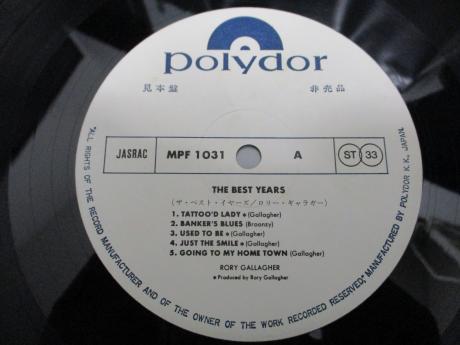 polydor
見本盤 非売品
JASRAC MPF 1031 A ST 33
THE BEST YEARS
(ザ・ベスト・イヤーズ/ロリー・ギャラガー)
1. TATTOO'D LADY ● (Gallagher)
2. BANKER'S BLUES (Broonsy)
3. USED TO BE ● (Gallagher)
4. JUST THE SMILE ● (Gallagher)
5. GOING TO MY HOME TOWN (Gallagher)
RORY GALLAGHER
● Produced by Rory Gallagher
"ALL RIGHTS OF THE RECORD MANUFACTURER AND OF THE OWNER OF THE WORK RECORDED RESERVED" MANUFACTURED BY POLYDOR K.K., JAPAN.